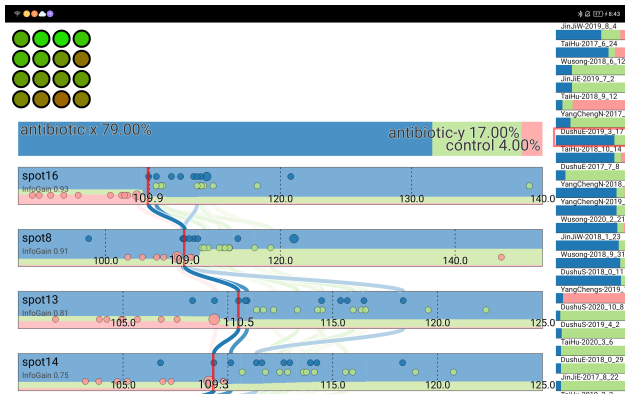 8:43
antibiotic-x 79.00%
antibiotic-y 17.00%
control 4.00%
spot16
InfoGain 0.93
109.9
120.0
130.0
140.0
spot8
InfoGain 0.91
100.0
109.0
120.0
140.0
spot13
InfoGain 0.81
105.0
110.5
115.0
120.0
125.0
spot14
InfoGain 0.75
105.0
109.3
115.0
120.0
125.0
JinJiW-2019_8_4
TaiHu-2017_6_24
Wusong-2018_6_12
JinJiE-2019_7_2
TaiHu-2018_9_12
YangChengN-2017_
DushuE-2019_3_17
TaiHu-2018_10_14
DushuE-2017_7_8
YangChengN-2018_
YangChengN-2019_
Wusong-2020_2_21
JinJiW-2018_1_23
Wusong-2018_9_31
DushuS-2018_0_11
YangChengs-2019_
DushuS-2020_10_8
DushuS-2019_4_2
TaiHu-2020_3_6
DushuE-2018_0_29
JinJiE-2017_8_22